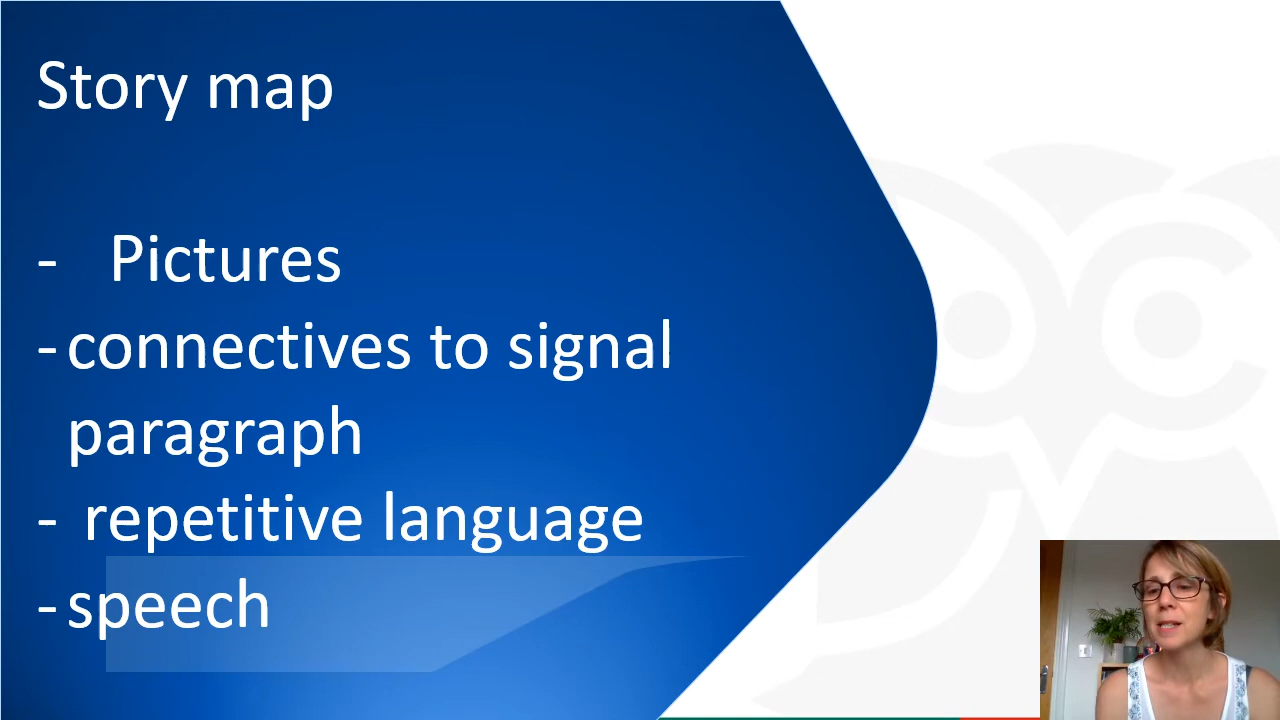 Story map
- Pictures
- connectives to signal
paragraph
- repetitive language
- speech